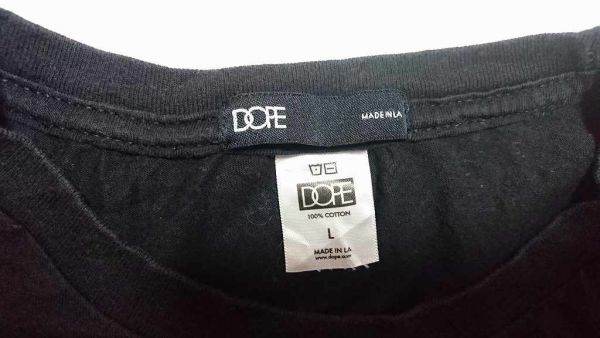 DOPE MADE IN LA
DOPE
100% COTTON
L
MADE IN LA
www.dope.com